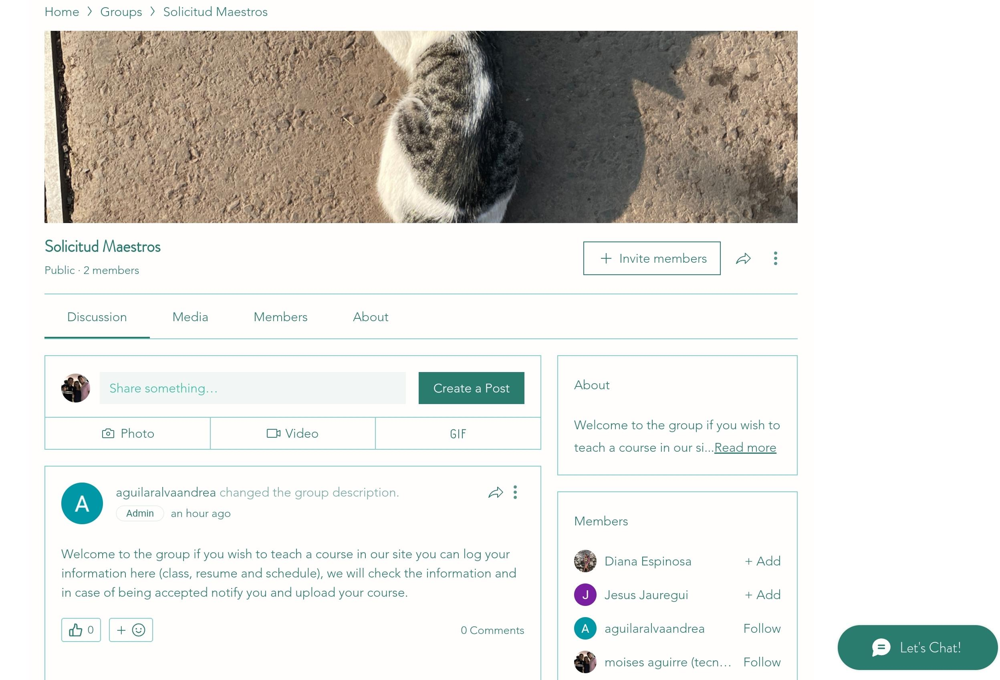 Home > Groups > Solicitud Maestros
Solicitud Maestros
Public · 2 members
+ Invite members
Discussion Media Members About
Share something...
Create a Post
Photo Video GIF
A
aguilaralvaandrea changed the group description.
Admin an hour ago
Welcome to the group if you wish to teach a course in our site you can log your
information here (class, resume and schedule), we will check the information and
in case of being accepted notify you and upload your course.
0 +
0 Comments
About
Welcome to the group if you wish to
teach a course in our si...Read more
Members
Diana Espinosa + Add
J Jesus Jauregui + Add
A aguilaralvaandrea Follow
moises aguirre (tecn... Follow
Let's Chat!